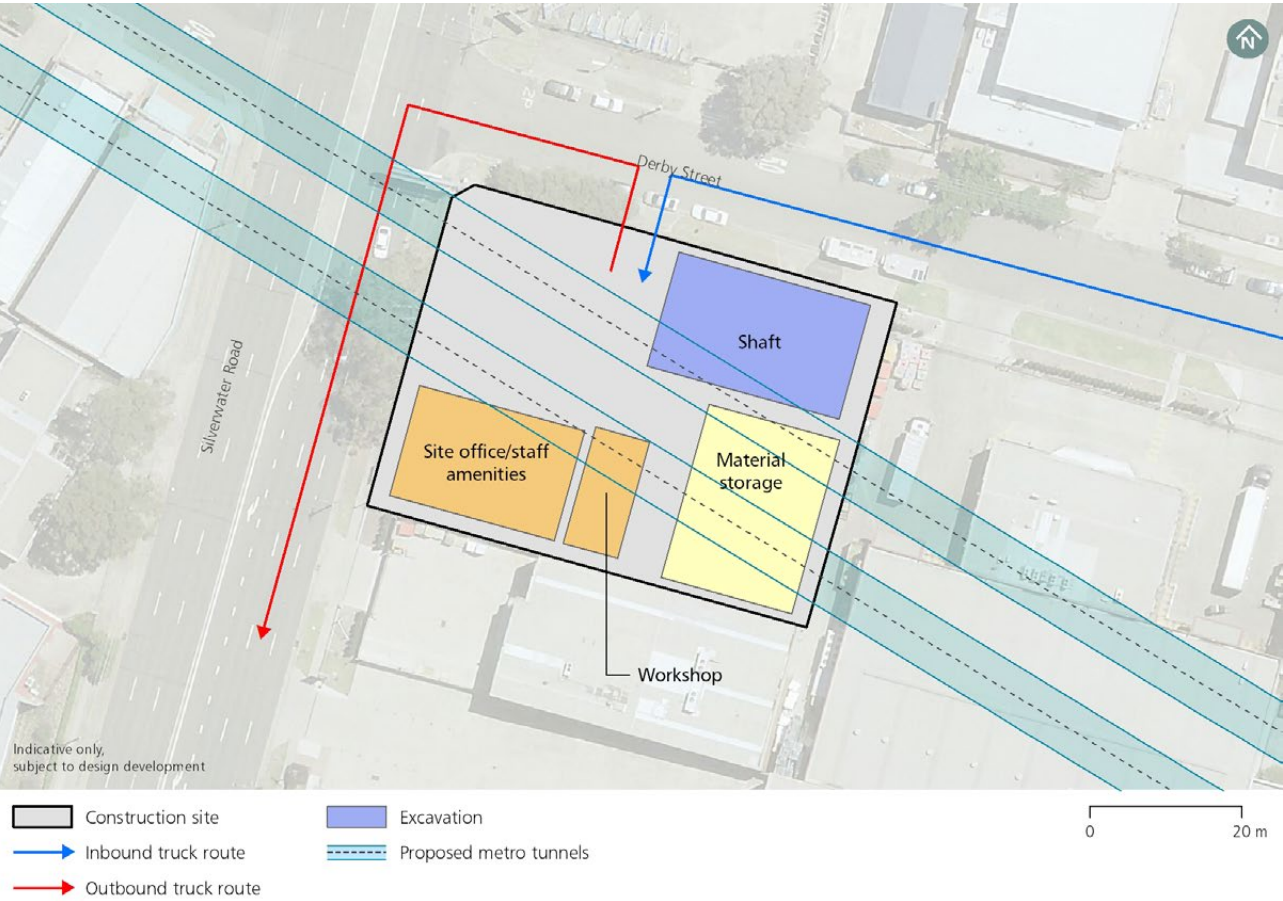 N
2P
Derby Street
Shaft
Silverwater Road
Site office/staff
amenities
Material
storage
Workshop
Indicative only,
subject to design development
Construction site
Inbound truck route
Outbound truck route
Excavation
Proposed metro tunnels
0
20 m